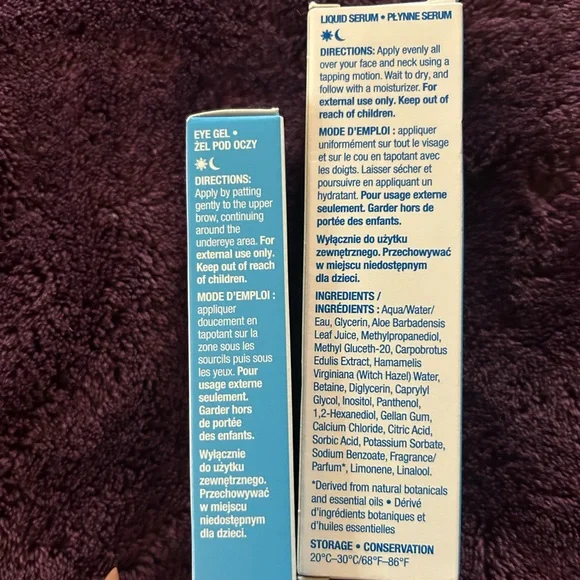 EYE GEL •
ŻEL POD OCZY
DIRECTIONS:
Apply by patting
gently to the upper
brow, continuing
around the
undereye area. For
external use only.
Keep out of reach
of children.
MODE D'EMPLOI :
appliquer
doucement en
tapotant sur la
zone sous les
sourcils puis sous
les yeux. Pour
usage externe
seulement.
Garder hors
de portée
des enfants.
Wyłącznie
do użytku
zewnętrznego.
Przechowywać
w miejscu
niedostępnym
dla dzieci.
LIQUID SERUM • PŁYNNE SERUM
DIRECTIONS: Apply evenly all
over your face and neck using a
tapping motion. Wait to dry, and
follow with a moisturizer. For
external use only. Keep out of
reach of children.
MODE D'EMPLOI : appliquer
uniformément sur tout le visage
et sur le cou en tapotant avec
les doigts. Laisser sécher et
poursuivre en appliquant un
hydratant. Pour usage externe
seulement. Garder hors de
portée des enfants.
Wyłącznie do użytku
zewnętrznego. Przechowywać
w miejscu niedostępnym
dla dzieci.
INGREDIENTS /
INGRÉDIENTS : Aqua/Water/
Eau, Glycerin, Aloe Barbadensis
Leaf Juice, Methylpropanediol,
Methyl Gluceth-20, Carpobrotus
Edulis Extract, Hamamelis
Virginiana (Witch Hazel) Water,
Betaine, Diglycerin, Caprylyl
Glycol, Inositol, Panthenol,
1,2-Hexanediol, Gellan Gum,
Calcium Chloride, Citric Acid,
Sorbic Acid, Potassium Sorbate,
Sodium Benzoate, Fragrance/
Parfum*, Limonene, Linalool.
*Derived from natural botanicals
and essential oils • Dérivé
d'ingrédients botaniques et
d'huiles essentielles
STORAGE • CONSERVATION
20°C–30°C/68°F–86°F